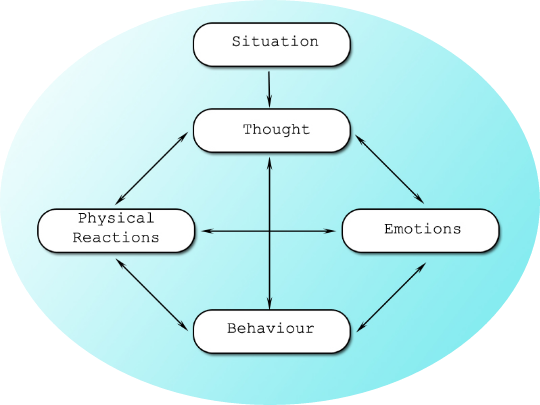 Situation
Thought
Physical
Reactions
Emotions
Behaviour